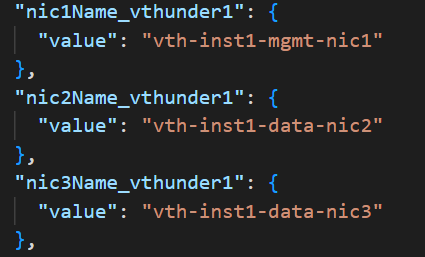 "nic1Name_vthunder1": {
"value": "vth-inst1-mgmt-nic1"
},
"nic2Name_vthunder1": {
"value": "vth-inst1-data-nic2"
},
"nic3Name_vthunder1": {
"value": "vth-inst1-data-nic3"
},